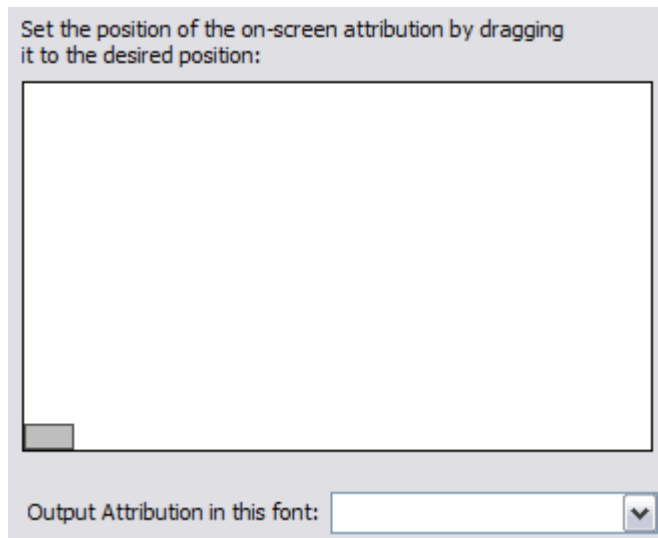 Set the position of the on-screen attribution by dragging
it to the desired position:
Output Attribution in this font: